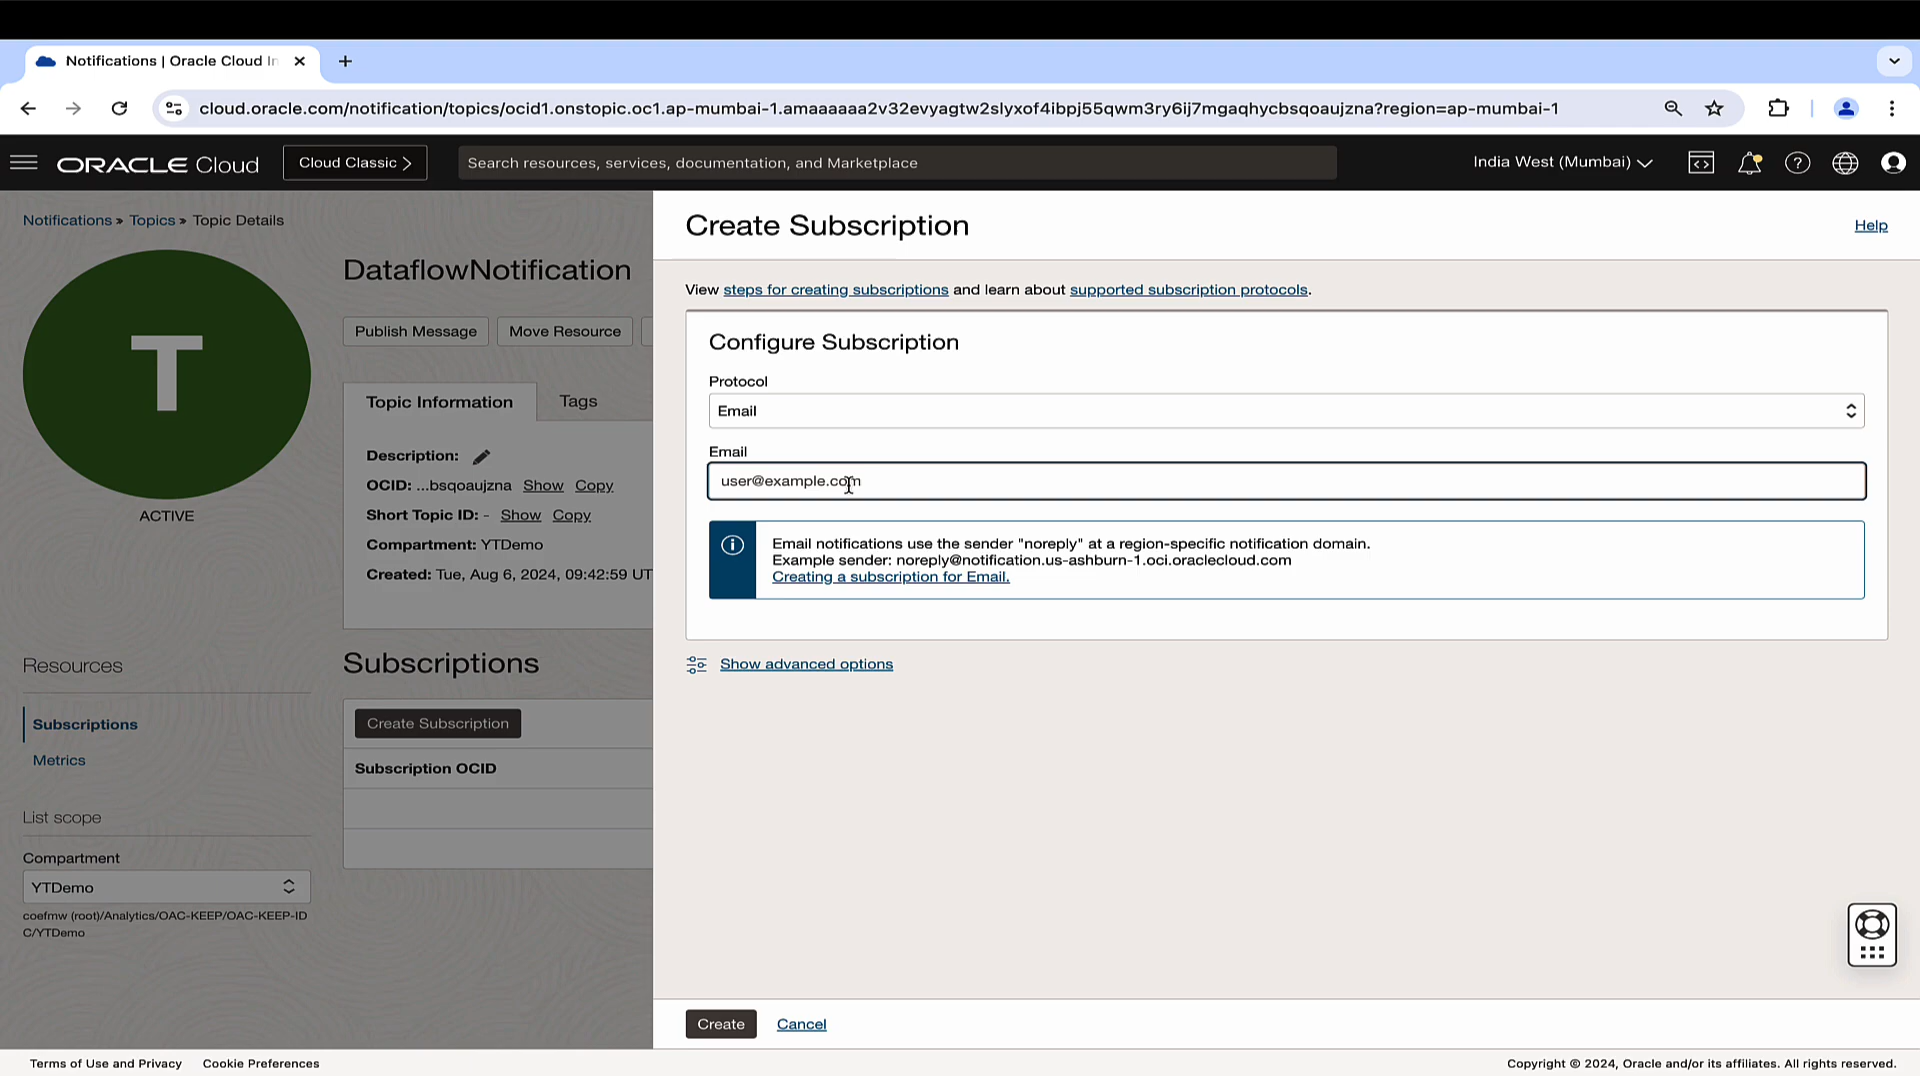 Notifications | Oracle Cloud In
cloud.oracle.com/notification/topics/ocid1.onstopic.oc1.ap-mumbai-1.amaaaaaa2v32evyagtw2slyxof4ibpj55qwm3ry6ij7mgaqhycbsqoaujzna?region=ap-mumbai-1
ORACLE Cloud
Cloud Classic
Search resources, services, documentation, and Marketplace
India West (Mumbai)
Notifications » Topics » Topic Details
T
ACTIVE
DataflowNotification
Publish Message
Move Resource
Topic Information
Tags
Description:
OCID: ...bsqoaujzna Show Copy
Short Topic ID: - Show Copy
Compartment: YTDemo
Created: Tue, Aug 6, 2024, 09:42:59 UT
Resources
Subscriptions
Metrics
List scope
Compartment
YTDemo
coefmw (root)/Analytics/OAC-KEEP/OAC-KEEP-ID
C/YTDemo
Subscriptions
Create Subscription
Subscription OCID
Create Subscription
Help
View steps for creating subscriptions and learn about supported subscription protocols.
Configure Subscription
Protocol
Email
Email
user@example.com
Email notifications use the sender "noreply" at a region-specific notification domain.
Example sender: noreply@notification.us-ashburn-1.oci.oraclecloud.com
Creating a subscription for Email.
Show advanced options
Create
Cancel
Terms of Use and Privacy
Cookie Preferences
Copyright © 2024, Oracle and/or its affiliates. All rights reserved.